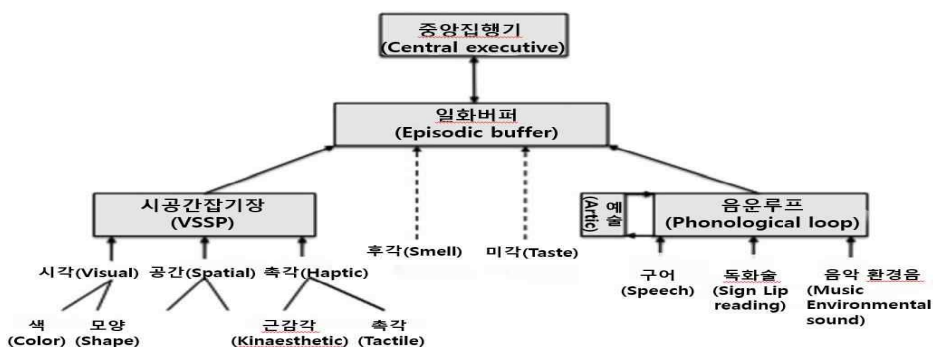 중앙집행기
(Central executive)
일화버퍼
(Episodic buffer)
시공간잡기장
(VSSP)
예술
(Artic)
음운루프
(Phonological loop)
후각(Smell)
미각(Taste)
시각(Visual)
공간(Spatial)
촉각(Haptic)
구어
(Speech)
독화술
(Sign Lip
reading)
음악 환경음
(Music
Environmental
sound)
색
(Color)
모양
(Shape)
근감각
(Kinaesthetic)
촉각
(Tactile)